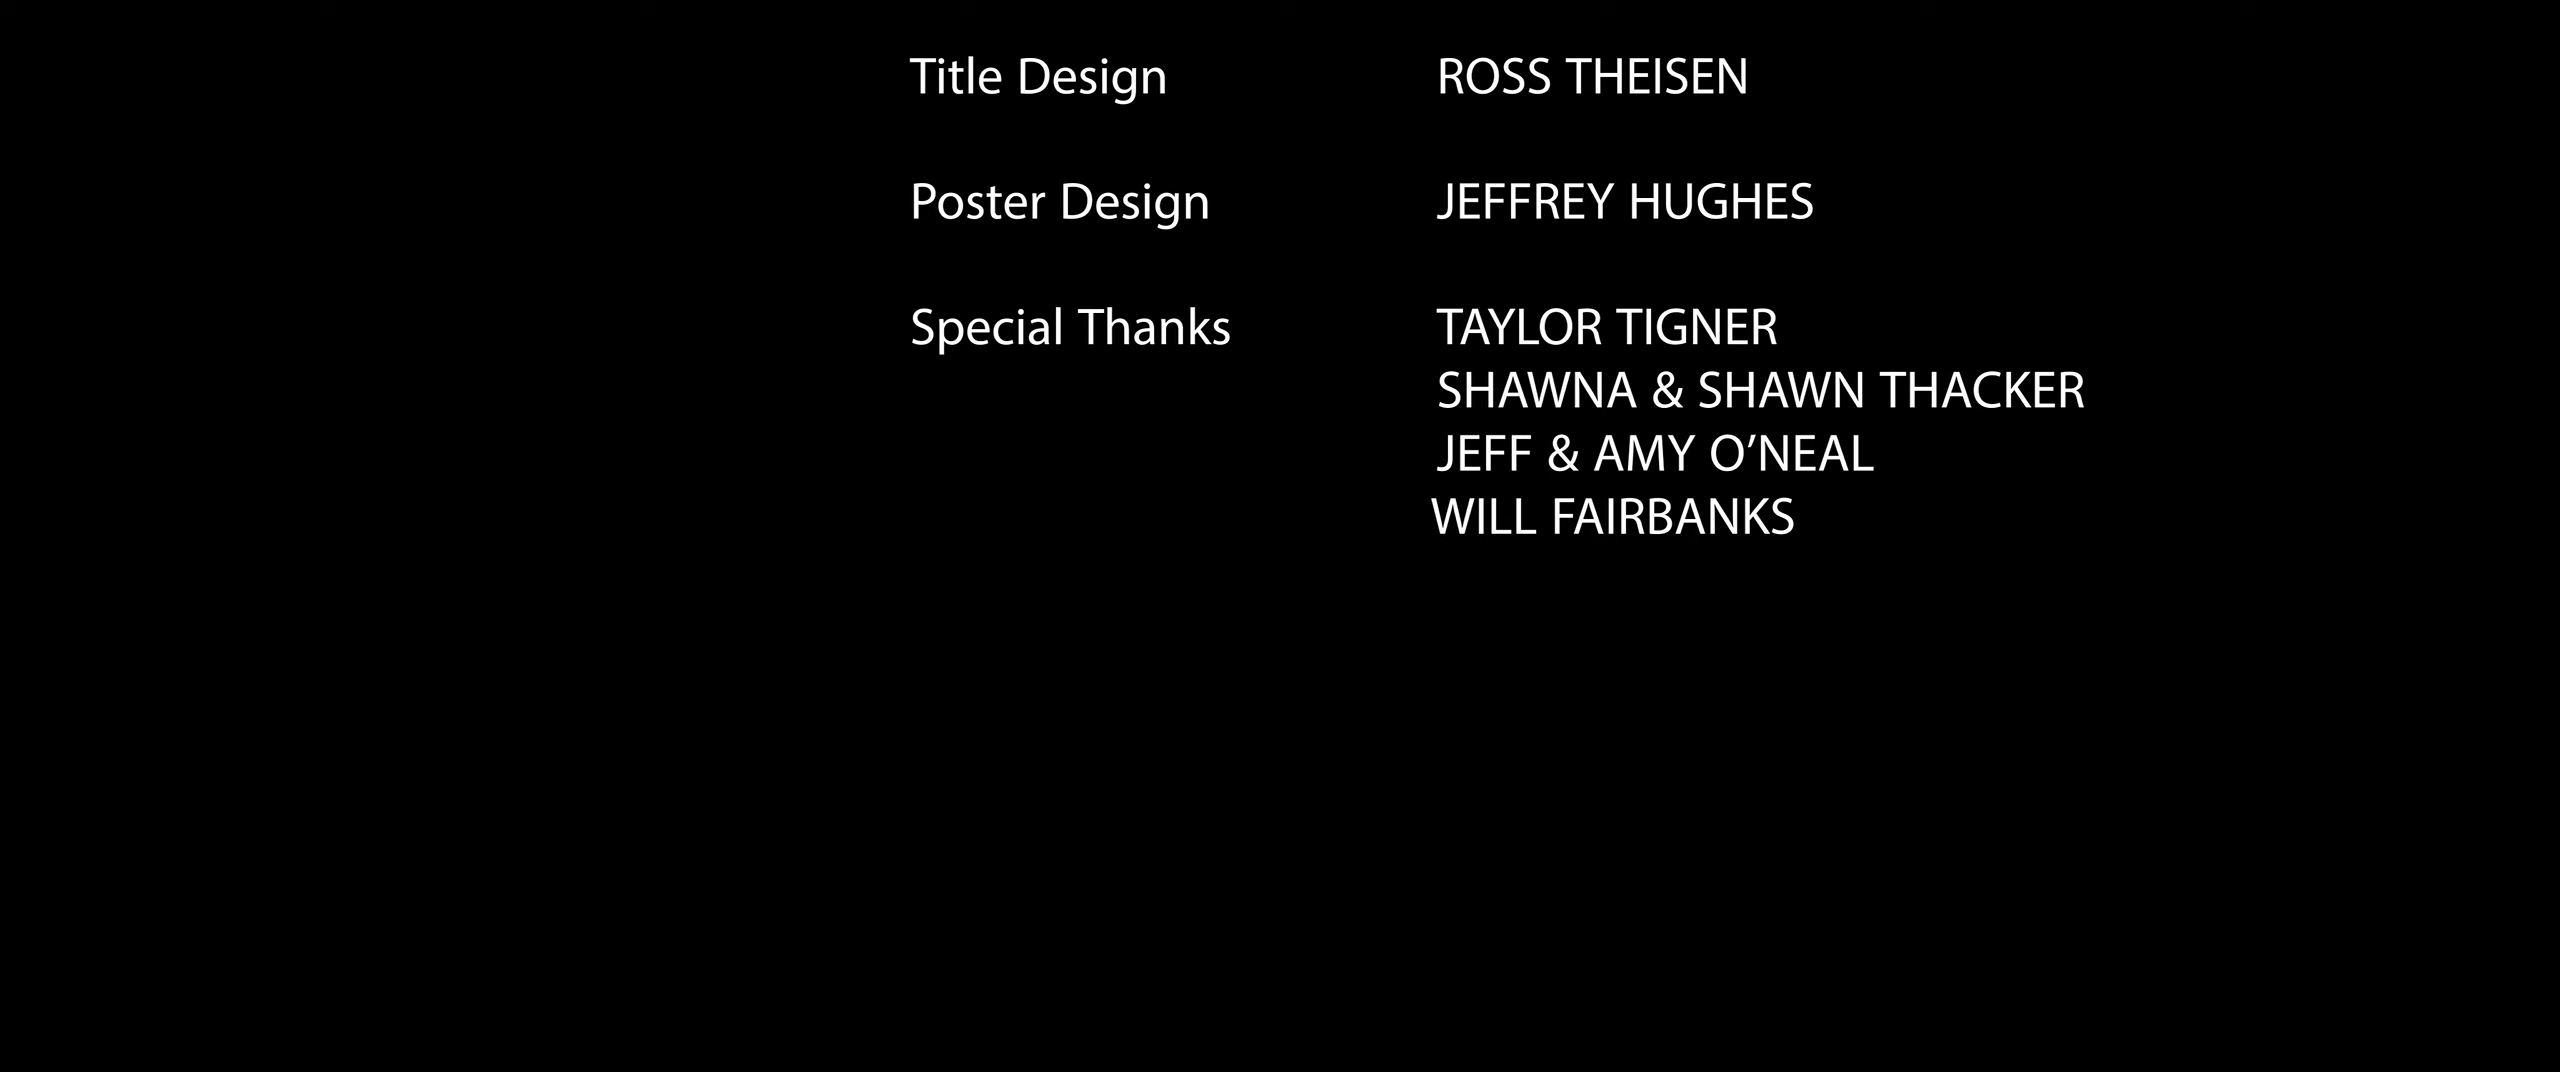 Title Design ROSS THEISEN
Poster Design JEFFREY HUGHES
Special Thanks TAYLOR TIGNER
SHAWNA & SHAWN THACKER
JEFF & AMY O’NEAL
WILL FAIRBANKS